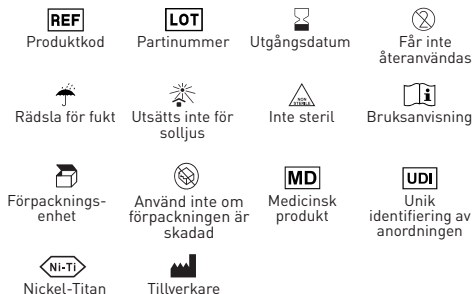 REF
Produktkod
LOT
Partinummer
Utgångsdatum
2
Får inte
återanvändas
Rädsla för fukt
Utsätts inte för
solljus
NON
STERILE
Inte steril
i
Bruksanvisning
Förpacknings-
enhet
Använd inte om
förpackningen är
skadad
MD
Medicinsk
produkt
UDI
Unik
identifiering av
anordningen
Ni-Ti
Nickel-Titan
Tillverkare